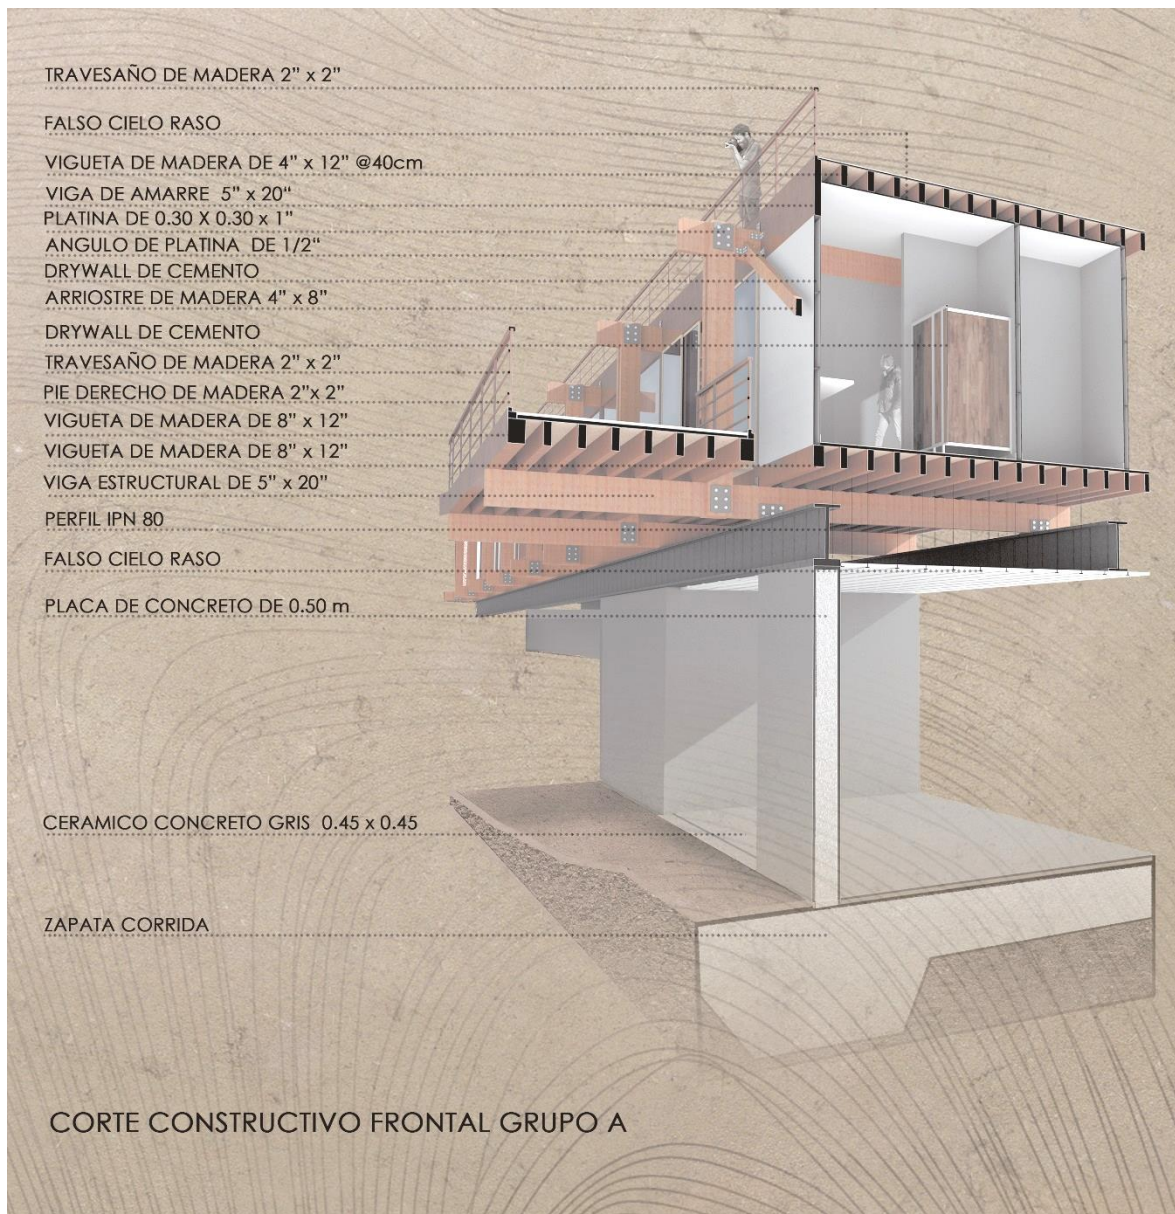 TRAVESAÑO DE MADERA 2" x 2"
FALSO CIELO RASO
VIGUETA DE MADERA DE 4" x 12" @40cm
VIGA DE AMARRE 5" x 20"
PLATINA DE 0.30 X 0.30 x 1"
ANGULO DE PLATINA DE 1/2"
DRYWALL DE CEMENTO
ARRIOSTRE DE MADERA 4" x 8"
DRYWALL DE CEMENTO
TRAVESAÑO DE MADERA 2" x 2"
PIE DERECHO DE MADERA 2"x 2"
VIGUETA DE MADERA DE 8" x 12"
VIGUETA DE MADERA DE 8" x 12"
VIGA ESTRUCTURAL DE 5" x 20"
PERFIL IPN 80
FALSO CIELO RASO
PLACA DE CONCRETO DE 0.50 m
CERAMICO CONCRETO GRIS 0.45 x 0.45
ZAPATA CORRIDA
CORTE CONSTRUCTIVO FRONTAL GRUPO A